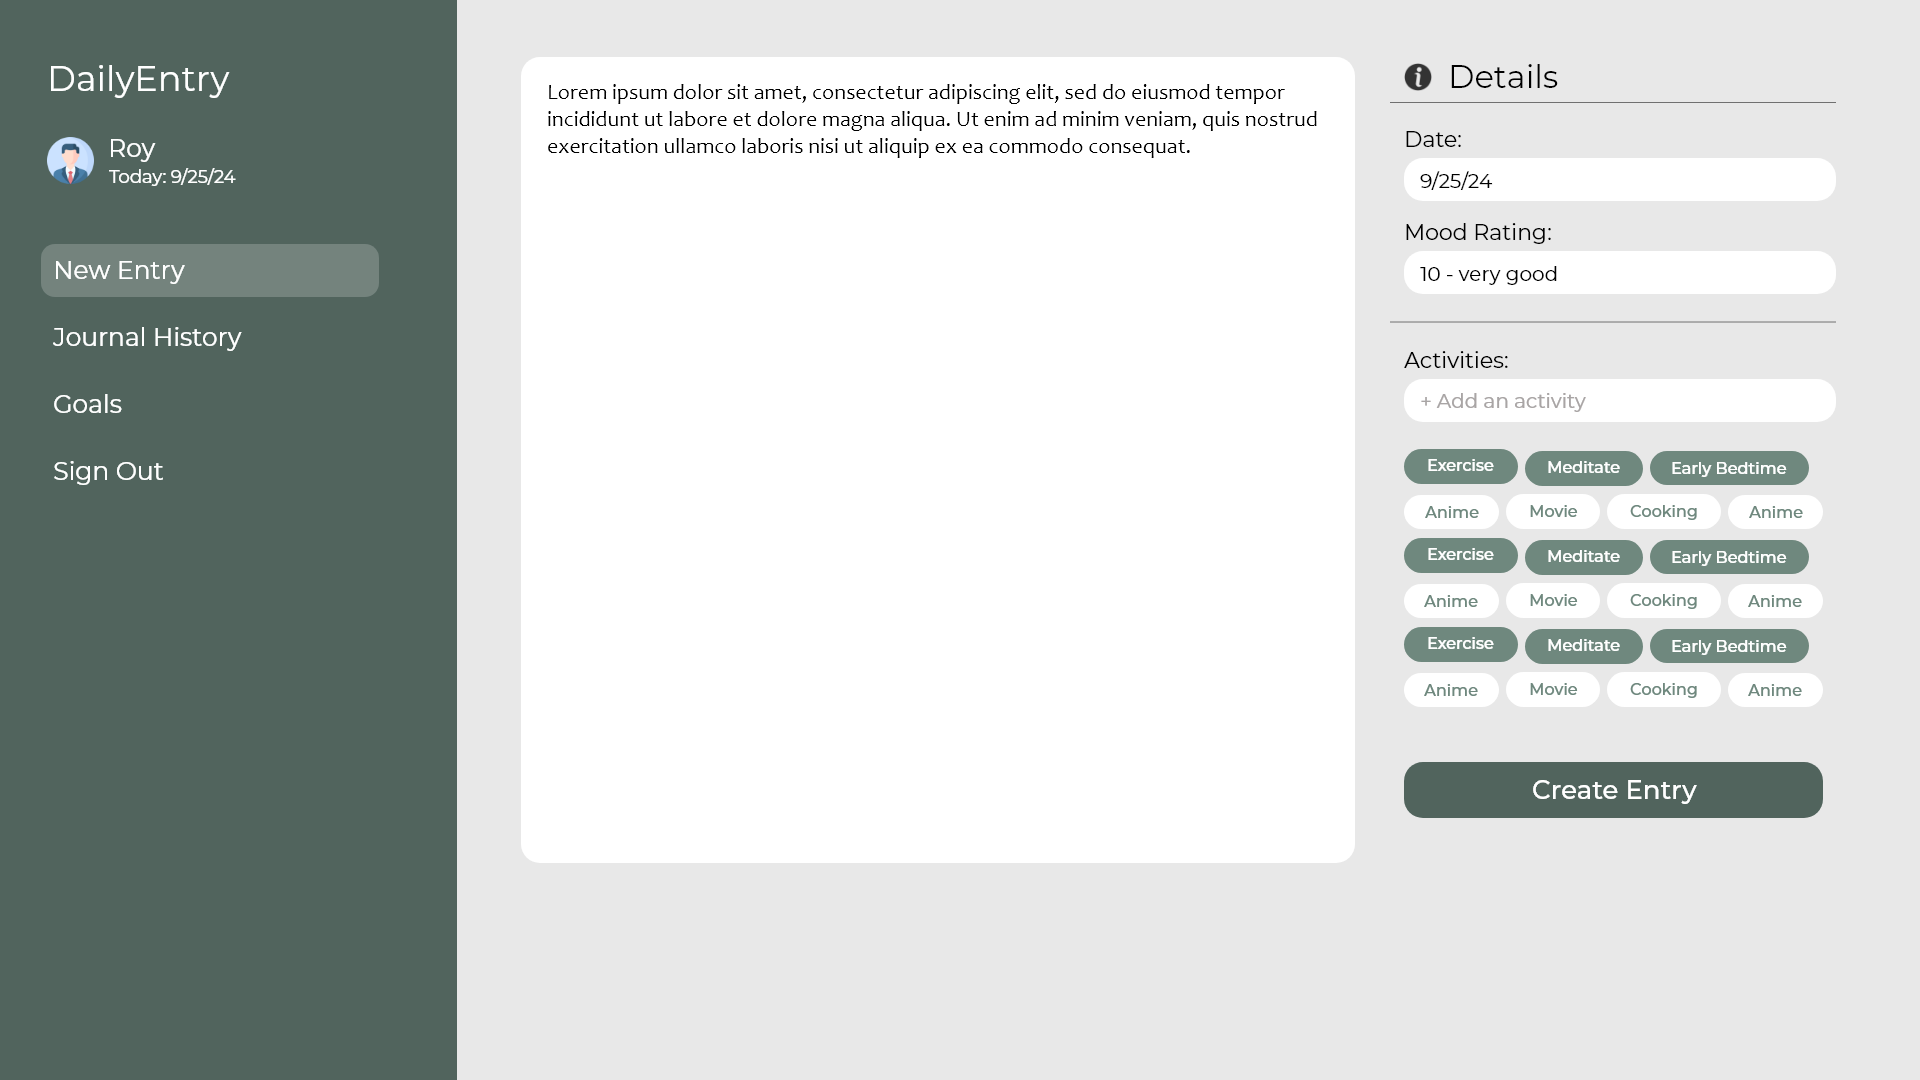 DailyEntry
Roy
Today: 9/25/24
New Entry
Journal History
Goals
Sign Out
Lorem ipsum dolor sit amet, consectetur adipiscing elit, sed do eiusmod tempor
incididunt ut labore et dolore magna aliqua. Ut enim ad minim veniam, quis nostrud
exercitation ullamco laboris nisi ut aliquip ex ea commodo consequat.
Details
Date:
9/25/24
Mood Rating:
10 - very good
Activities:
+ Add an activity
Exercise Meditate Early Bedtime
Anime Movie Cooking Anime
Exercise Meditate Early Bedtime
Anime Movie Cooking Anime
Exercise Meditate Early Bedtime
Anime Movie Cooking Anime
Create Entry